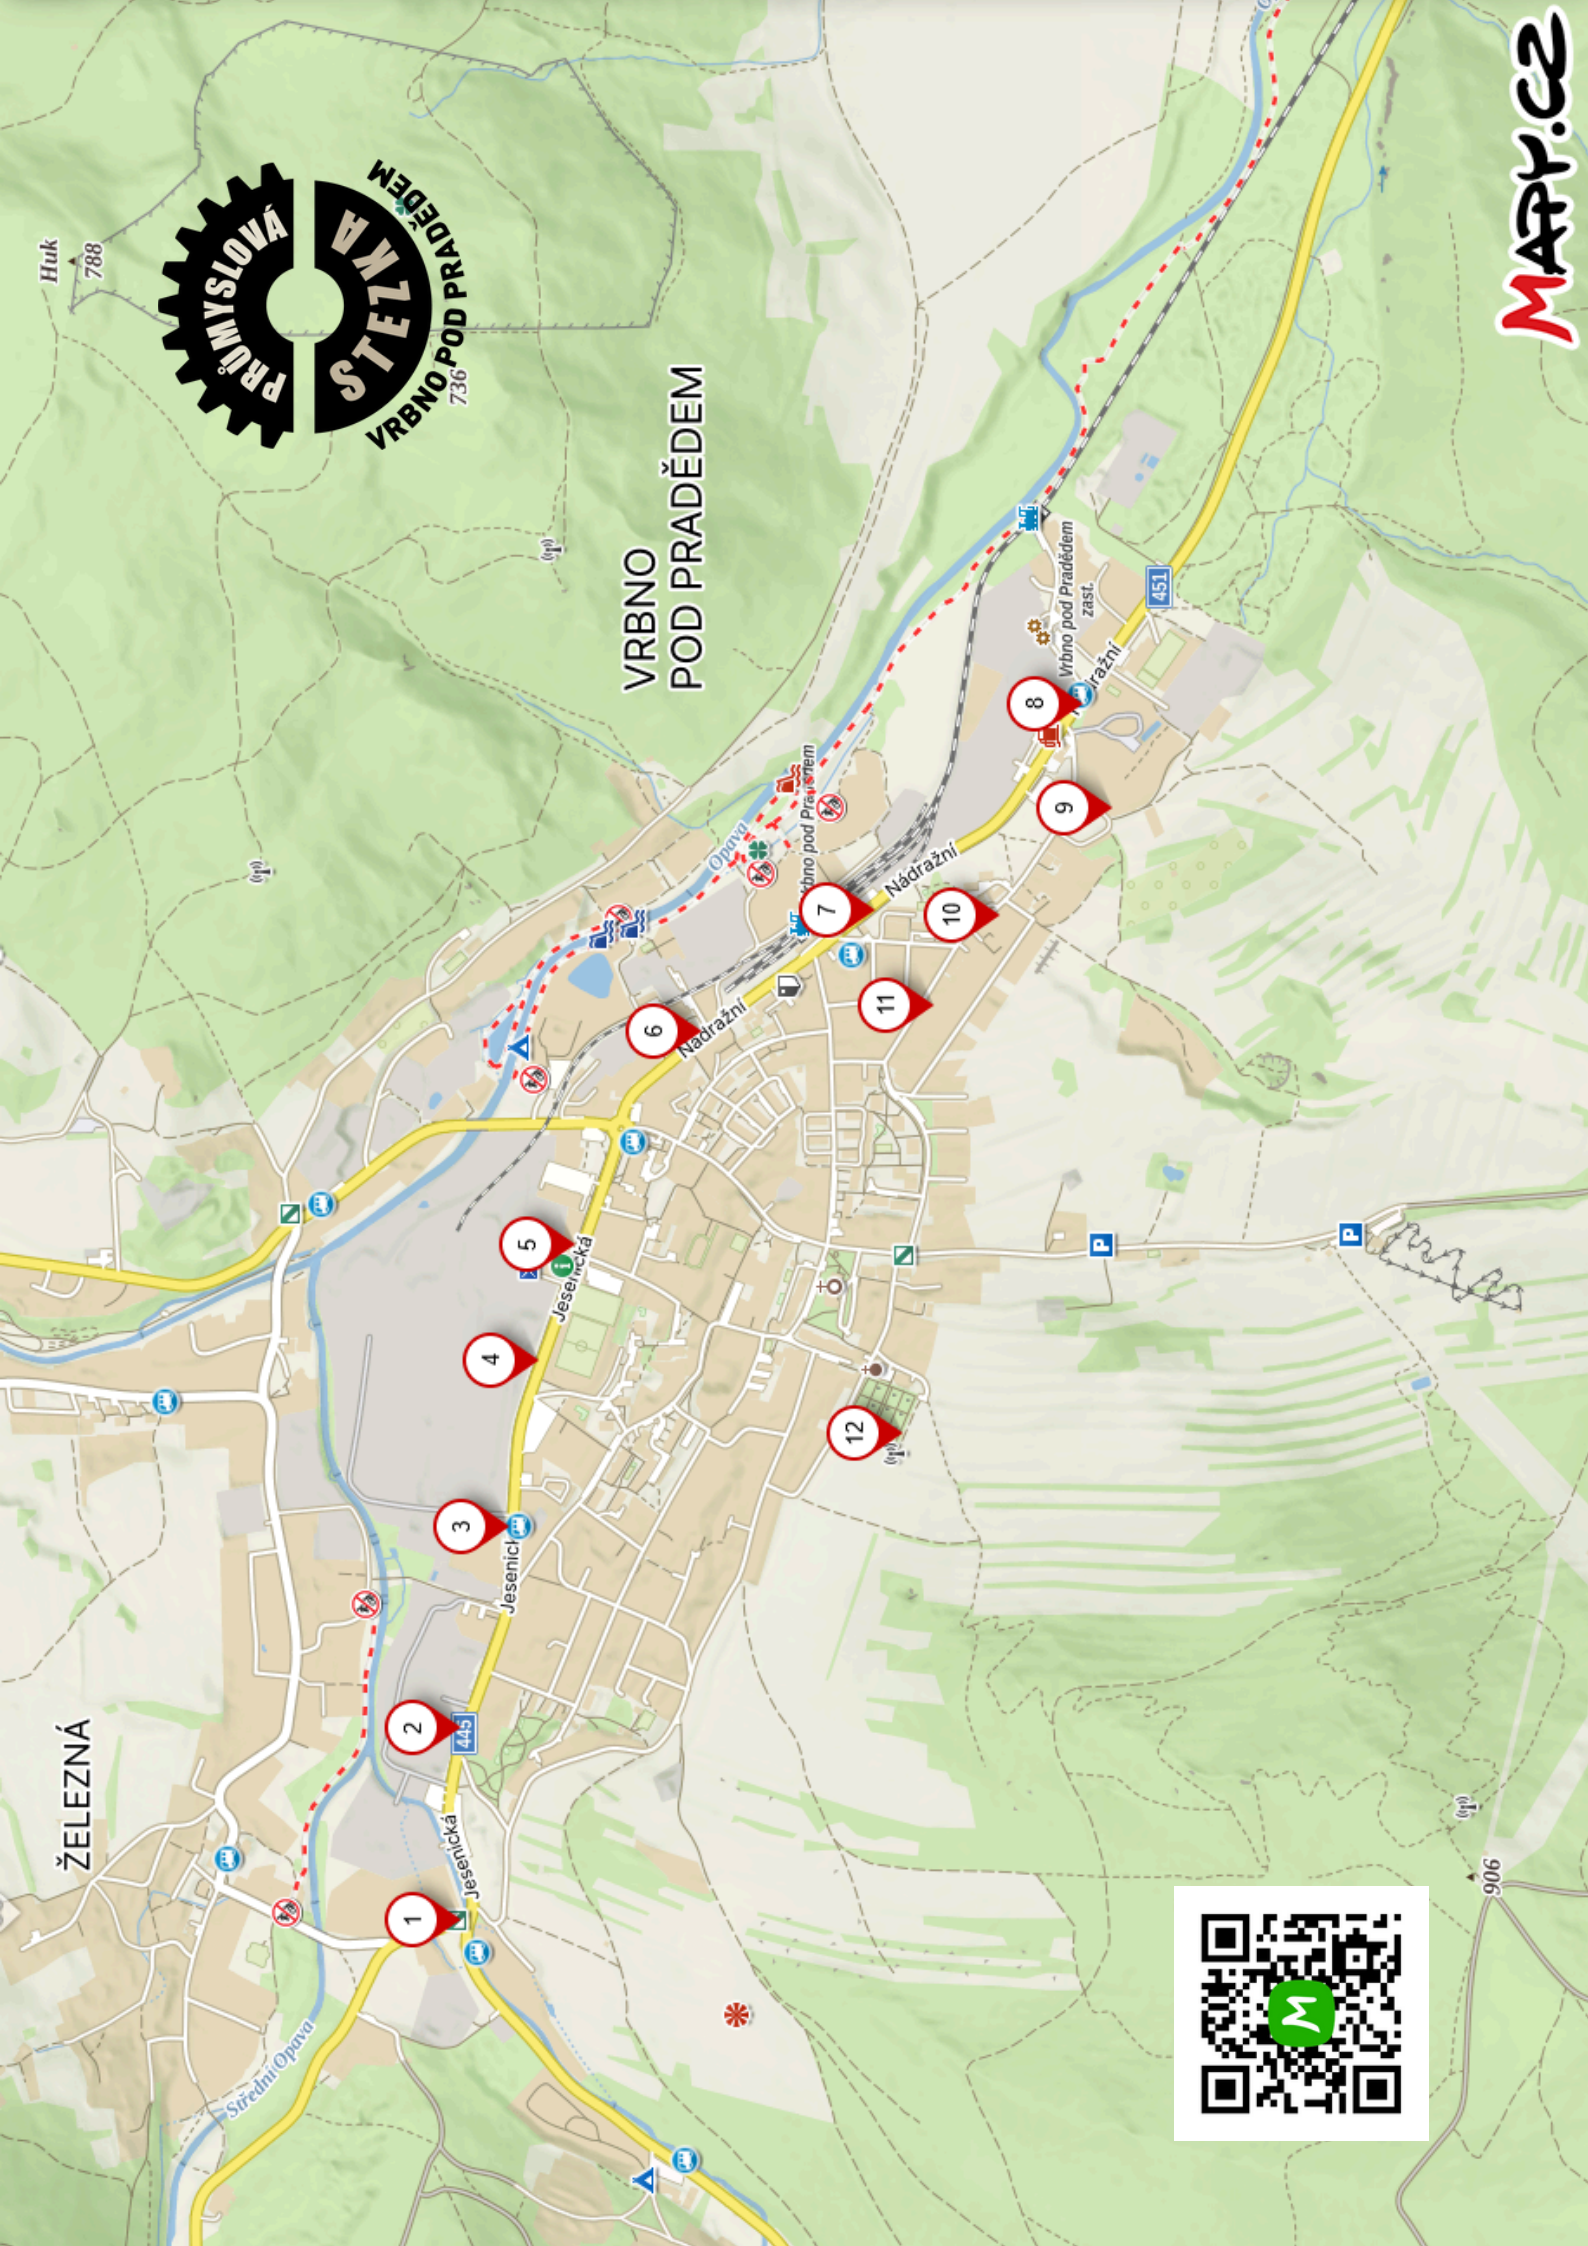 Huk
788
PRŮMYSLOVÁ
STEZKA
VRBNO POD PRADĚDEM
736
MAPY.CZ
VRBNO
POD PRADĚDEM
ŽELEZNÁ
Opava
Střední Opava
Vrbno pod Pradědem
zast.
Vrbno pod Pradědem
451
445
Nádražní
Nádražní
Nádražní
Jesenická
Jesenická
Jesenická
1
2
3
4
5
6
7
8
9
10
11
12
P
P
i
906
M